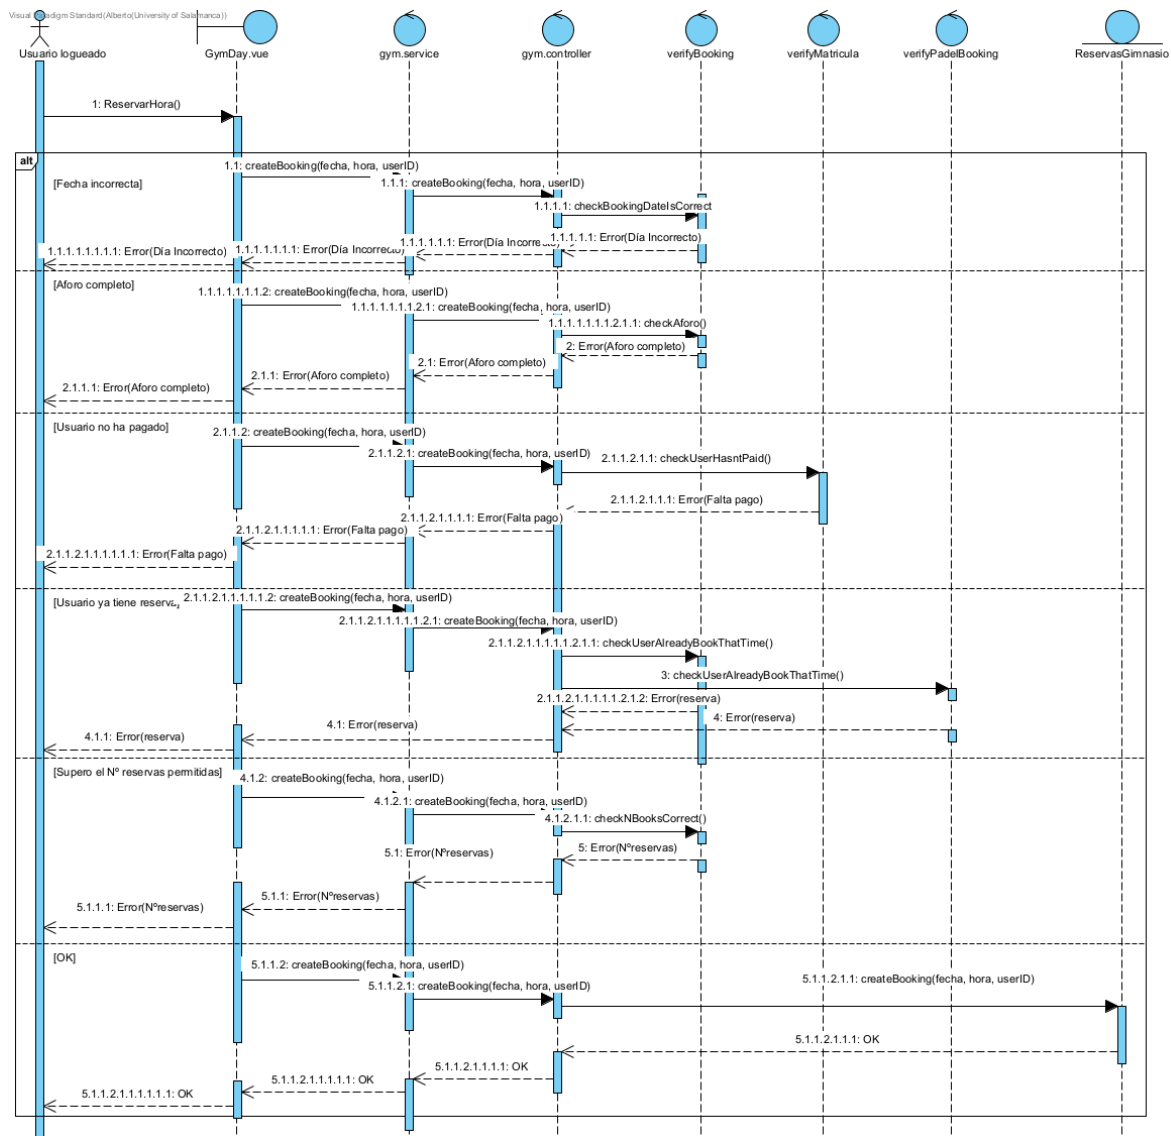 Visual Paradigm Standard(Alberto(University of Salamanca))
Usuario logueado
GymDay.vue
gym.service
gym.controller
verifyBooking
verifyMatricula
verifyPadelBooking
ReservasGimnasio
1: ReservarHora()
alt
1.1: createBooking(fecha, hora, userID)
[Fecha incorrecta]
1.1.1: createBooking(fecha, hora, userID)
1.1.1.1: checkBookingDateIsCorrect
1.1.1.1.1: Error(Día Incorrecto)
1.1.1.1.1.1: Error(Día Incorrecto)
1.1.1.1.1.1.1: Error(Día Incorrecto)
1.1.1.1.1.1.1.1: Error(Día Incorrecto)
[Aforo completo]
1.1.1.1.1.1.1.2: createBooking(fecha, hora, userID)
1.1.1.1.1.1.1.2.1: createBooking(fecha, hora, userID)
1.1.1.1.1.1.1.2.1.1: checkAforo()
2: Error(Aforo completo)
2.1: Error(Aforo completo)
2.1.1: Error(Aforo completo)
2.1.1.1: Error(Aforo completo)
[Usuario no ha pagado]
2.1.1.2: createBooking(fecha, hora, userID)
2.1.1.2.1: createBooking(fecha, hora, userID)
2.1.1.2.1.1: checkUserHasntPaid()
2.1.1.2.1.1.1: Error(Falta pago)
2.1.1.2.1.1.1.1: Error(Falta pago)
2.1.1.2.1.1.1.1.1: Error(Falta pago)
2.1.1.2.1.1.1.1.1.1: Error(Falta pago)
[Usuario ya tiene reserva
2.1.1.2.1.1.1.1.1.2: createBooking(fecha, hora, userID)
2.1.1.2.1.1.1.1.1.2.1: createBooking(fecha, hora, userID)
2.1.1.2.1.1.1.1.1.2.1.1: checkUserAlreadyBookThatTime()
3: checkUserAlreadyBookThatTime()
2.1.1.2.1.1.1.1.1.2.1.2: Error(reserva)
4: Error(reserva)
4.1: Error(reserva)
4.1.1: Error(reserva)
[Supero el Nº reservas permitidas]
4.1.2: createBooking(fecha, hora, userID)
4.1.2.1: createBooking(fecha, hora, userID)
4.1.2.1.1: checkNBooksCorrect()
5: Error(Nºreservas)
5.1: Error(Nºreservas)
5.1.1: Error(Nºreservas)
5.1.1.1: Error(Nºreservas)
[OK]
5.1.1.2: createBooking(fecha, hora, userID)
5.1.1.2.1: createBooking(fecha, hora, userID)
5.1.1.2.1.1: createBooking(fecha, hora, userID)
5.1.1.2.1.1.1: OK
5.1.1.2.1.1.1.1: OK
5.1.1.2.1.1.1.1.1: OK
5.1.1.2.1.1.1.1.1.1: OK